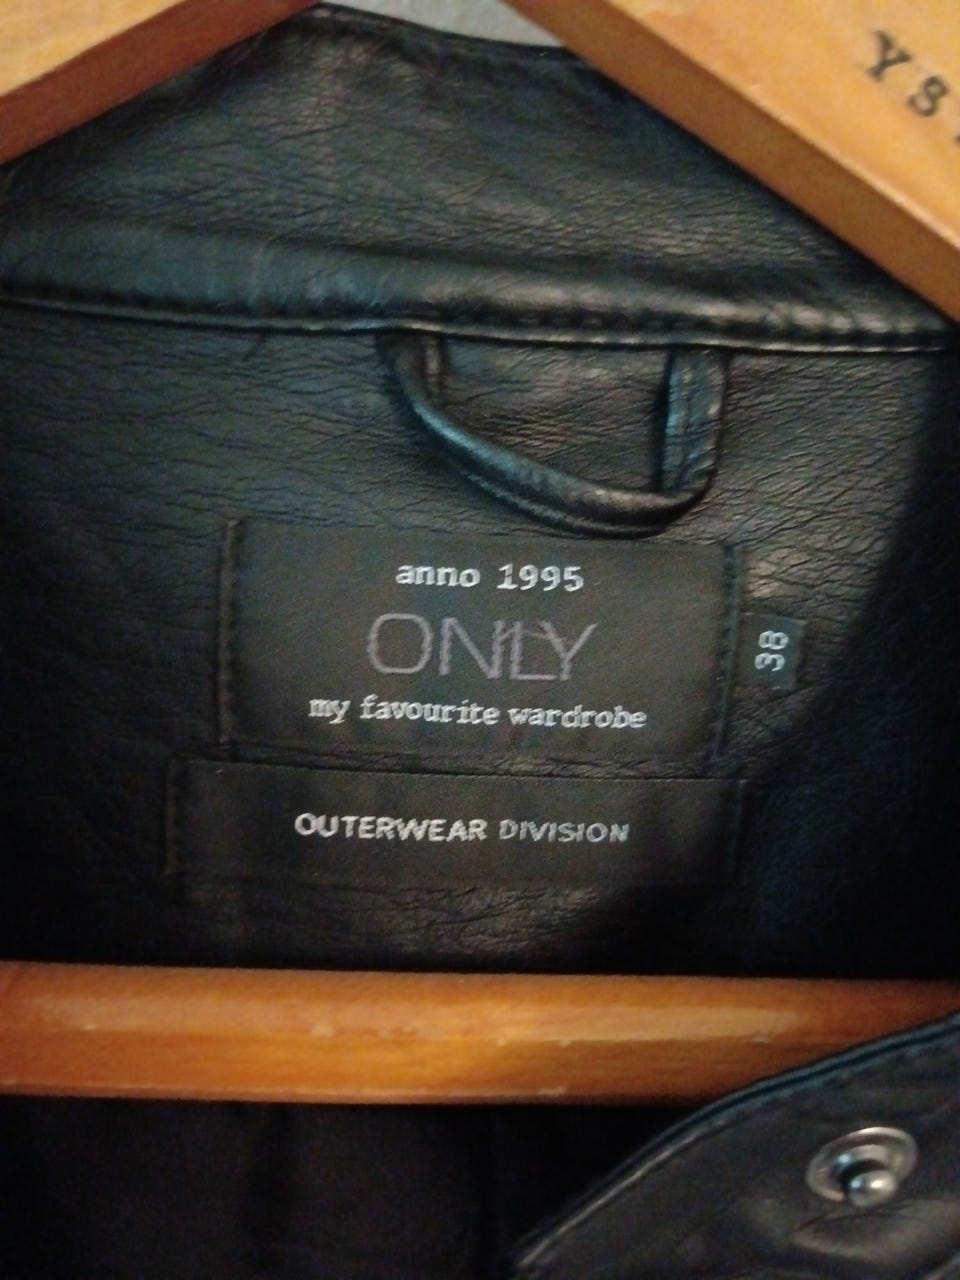 anno 1995
ONLY
my favourite wardrobe
38
OUTERWEAR DIVISION